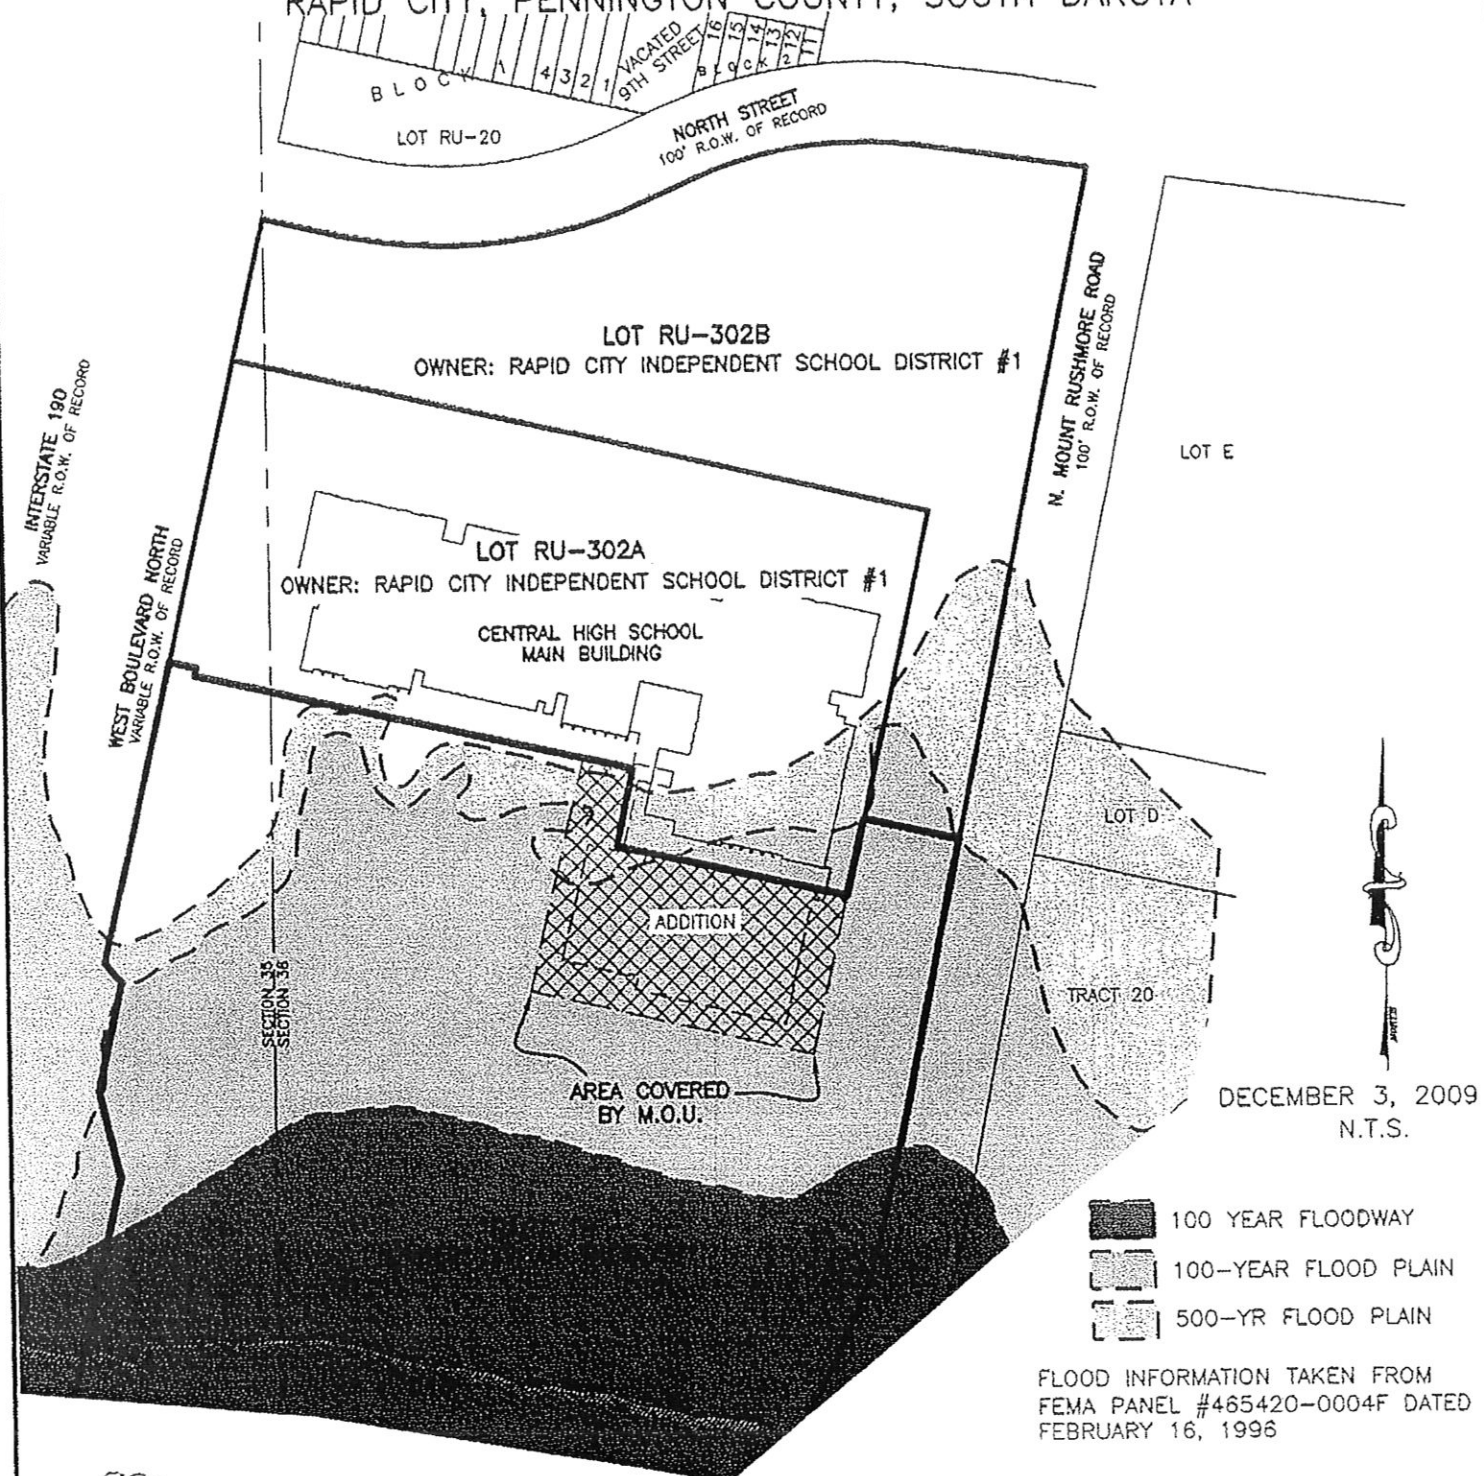 RAPID CITY, PENNINGTON COUNTY, SOUTH DAKOTA
BLOCK 1
4 3 2 1
VACATED
9TH STREET
16 15 14 13 12 11
BLOCK 2
LOT RU-20
NORTH STREET
100' R.O.W. OF RECORD
LOT RU-302B
OWNER: RAPID CITY INDEPENDENT SCHOOL DISTRICT #1
N. MOUNT RUSHMORE ROAD
100' R.O.W. OF RECORD
LOT E
INTERSTATE 190
VARIABLE R.O.W. OF RECORD
WEST BOULEVARD NORTH
VARIABLE R.O.W. OF RECORD
LOT RU-302A
OWNER: RAPID CITY INDEPENDENT SCHOOL DISTRICT #1
CENTRAL HIGH SCHOOL
MAIN BUILDING
LOT D
ADDITION
SECTION 35
SECTION 36
TRACT 20
NORTH
AREA COVERED
BY M.O.U.
DECEMBER 3, 2009
N.T.S.
100 YEAR FLOODWAY
100-YEAR FLOOD PLAIN
500-YR FLOOD PLAIN
FLOOD INFORMATION TAKEN FROM
FEMA PANEL #465420-0004F DATED
FEBRUARY 16, 1996